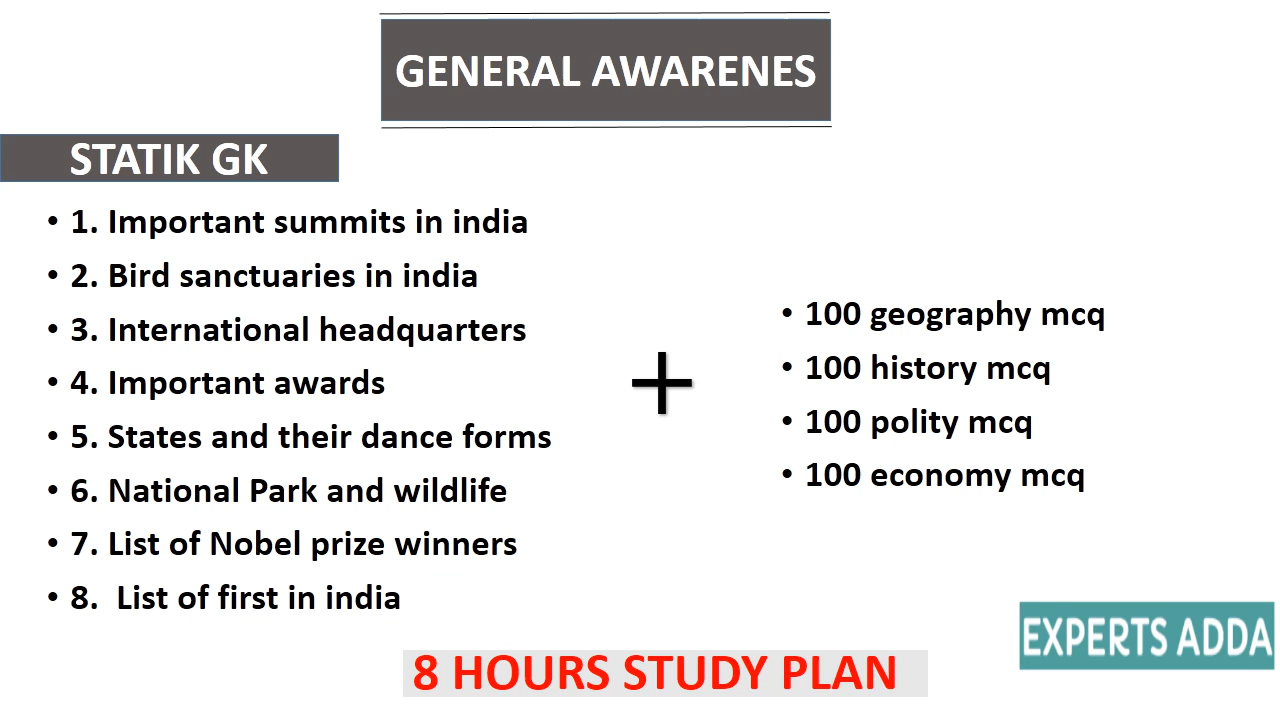 GENERAL AWARENES
STATIK GK
• 1. Important summits in india
• 2. Bird sanctuaries in india
• 3. International headquarters
• 4. Important awards
• 5. States and their dance forms
• 6. National Park and wildlife
• 7. List of Nobel prize winners
• 8.  List of first in india
+
• 100 geography mcq
• 100 history mcq
• 100 polity mcq
• 100 economy mcq
EXPERTS ADDA
8 HOURS STUDY PLAN